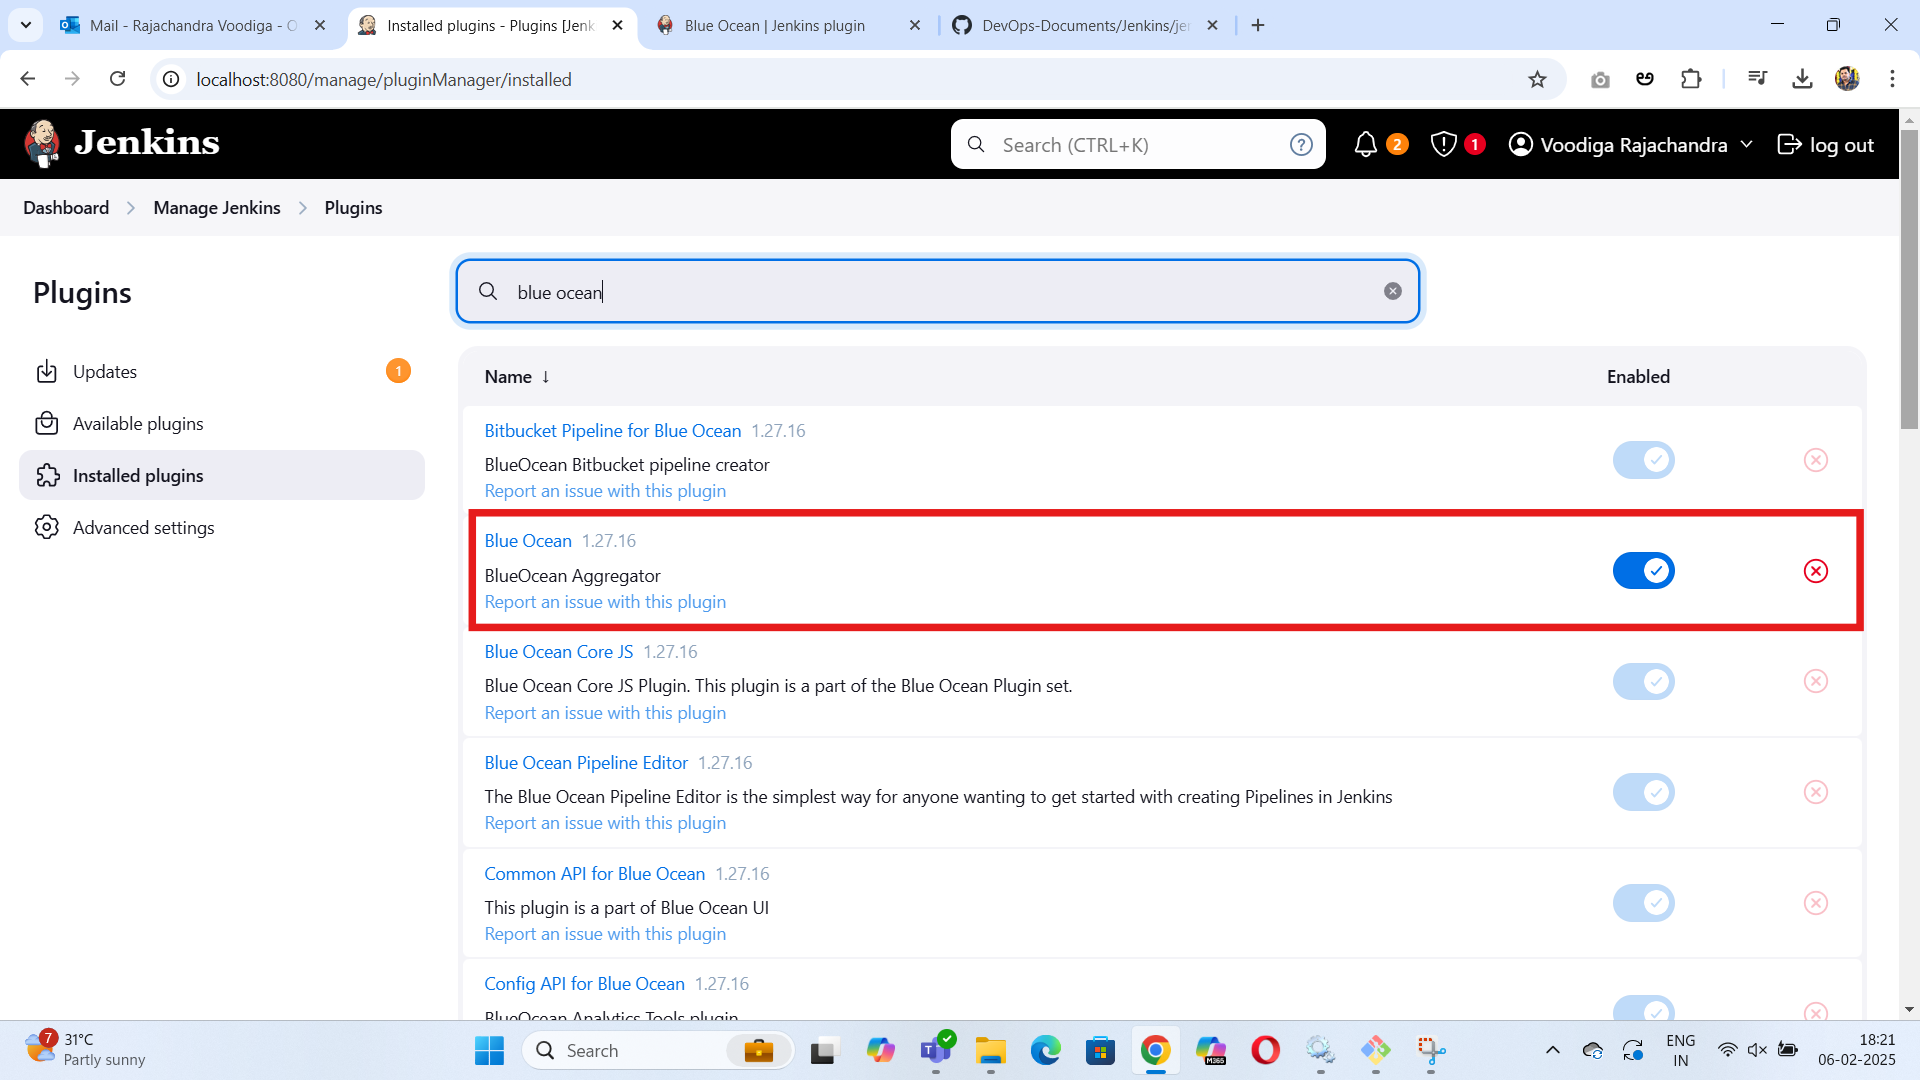 Mail - Rajachandra Voodiga - O
Installed plugins - Plugins [Jenk
Blue Ocean | Jenkins plugin
DevOps-Documents/Jenkins/je
localhost:8080/manage/pluginManager/installed
Jenkins
Search (CTRL+K)
?
2
1
Voodiga Rajachandra
log out
Dashboard
Manage Jenkins
Plugins
Plugins
blue ocean
Updates
1
Available plugins
Installed plugins
Advanced settings
Name ↓
Enabled
Bitbucket Pipeline for Blue Ocean 1.27.16
BlueOcean Bitbucket pipeline creator
Report an issue with this plugin
Blue Ocean 1.27.16
BlueOcean Aggregator
Report an issue with this plugin
Blue Ocean Core JS 1.27.16
Blue Ocean Core JS Plugin. This plugin is a part of the Blue Ocean Plugin set.
Report an issue with this plugin
Blue Ocean Pipeline Editor 1.27.16
The Blue Ocean Pipeline Editor is the simplest way for anyone wanting to get started with creating Pipelines in Jenkins
Report an issue with this plugin
Common API for Blue Ocean 1.27.16
This plugin is a part of Blue Ocean UI
Report an issue with this plugin
Config API for Blue Ocean 1.27.16
BlueOcean Analytics Tools plugin
7
31°C
Partly sunny
Search
M365
ENG
IN
18:21
06-02-2025